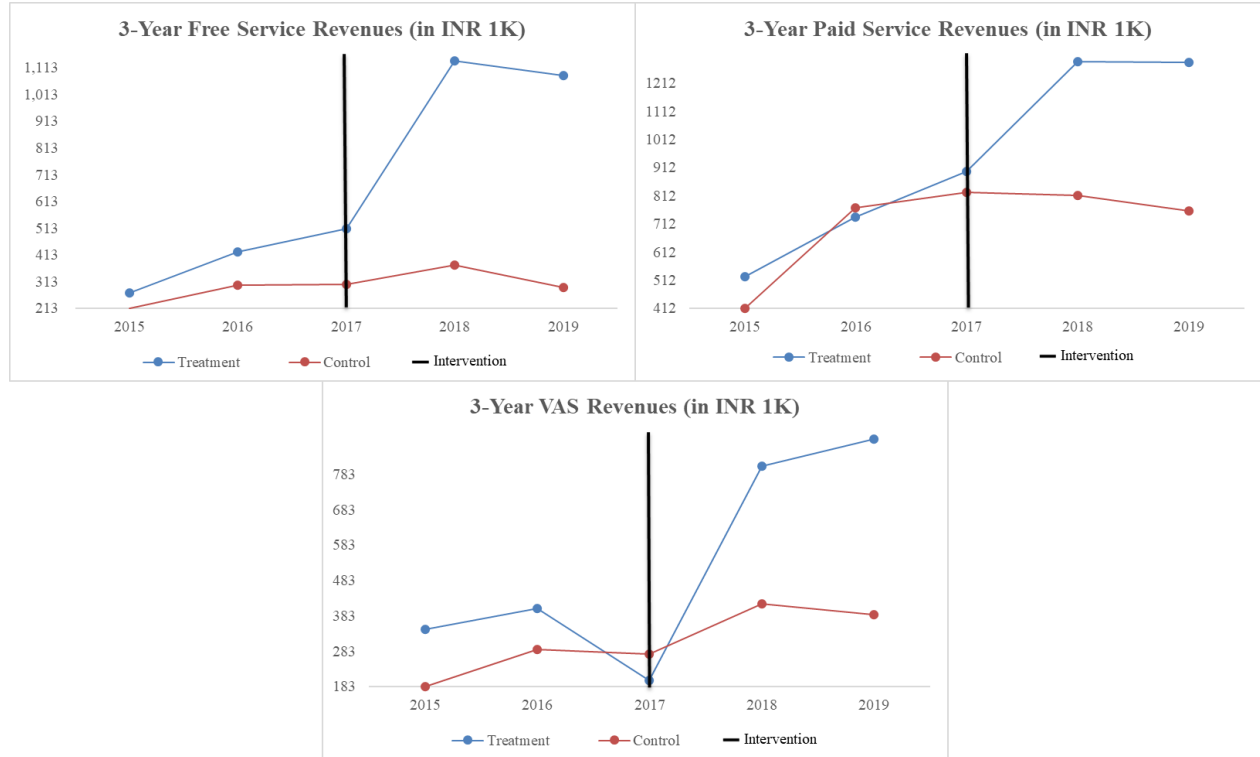 3-Year Free Service Revenues (in INR 1K)
1,113
1,013
913
813
713
613
513
413
313
213
2015 2016 2017 2018 2019
Treatment Control Intervention
3-Year Paid Service Revenues (in INR 1K)
1212
1112
1012
912
812
712
612
512
412
2015 2016 2017 2018 2019
Treatment Control Intervention
3-Year VAS Revenues (in INR 1K)
783
683
583
483
383
283
183
2015 2016 2017 2018 2019
Treatment Control Intervention